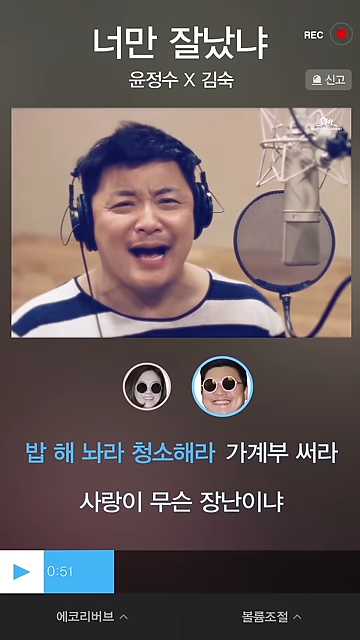 너만 잘났냐
REC
윤정수 X 김숙
신고
밥 해 놔라 청소해라 가계부 써라
사랑이 무슨 장난이냐
0:51
에코리버브
볼륨조절